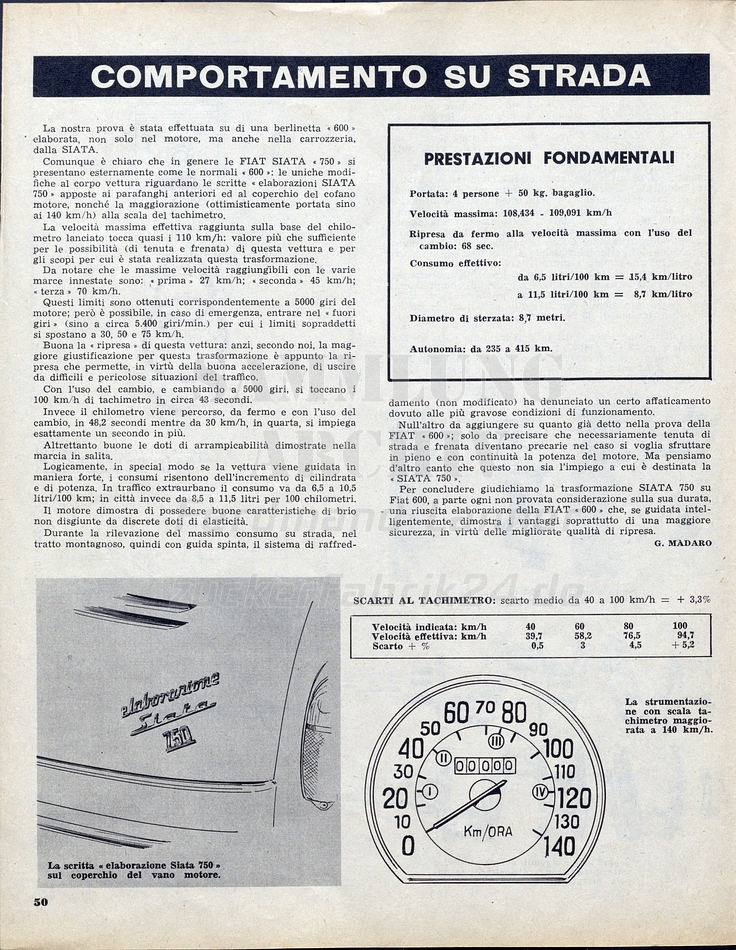 COMPORTAMENTO SU STRADA
La nostra prova è stata effettuata su di una berlinetta « 600 »
elaborata, non solo nel motore, ma anche nella carrozzeria,
dalla SIATA.
Comunque è chiaro che in genere le FIAT SIATA « 750 » si
presentano esternamente come le normali « 600 »: le uniche modi-
fiche al corpo vettura riguardano le scritte « elaborazioni SIATA
750 » apposte ai parafanghi anteriori ed al coperchio del cofano
motore, nonché la maggiorazione (ottimisticamente portata sino
ai 140 km/h) alla scala del tachimetro.
La velocità massima effettiva raggiunta sulla base del chilo-
metro lanciato tocca quasi i 110 km/h: valore più che sufficiente
per le possibilità (di tenuta e frenata) di questa vettura e per
gli scopi per cui è stata realizzata questa trasformazione.
Da notare che le massime velocità raggiungibili con le varie
marce innestate sono: « prima » 27 km/h; « seconda » 45 km/h;
« terza » 70 km/h.
Questi limiti sono ottenuti corrispondentemente a 5000 giri del
motore; però è possibile, in caso di emergenza, entrare nel « fuori
giri » (sino a circa 5.400 giri/min.) per cui i limiti sopraddetti
si spostano a 30, 50 e 75 km/h.
Buona la « ripresa » di questa vettura: anzi, secondo noi, la mag-
giore giustificazione per questa trasformazione è appunto la ri-
presa che permette, in virtù della buona accelerazione, di uscire
da difficili e pericolose situazioni del traffico.
Con l'uso del cambio, e cambiando a 5000 giri, si toccano i
100 km/h di tachimetro in circa 43 secondi.
Invece il chilometro viene percorso, da fermo e con l'uso del
cambio, in 48,2 secondi mentre da 30 km/h, in quarta, si impiega
esattamente un secondo in più.
Altrettanto buone le doti di arrampicabilità dimostrate nella
marcia in salita.
Logicamente, in special modo se la vettura viene guidata in
maniera forte, i consumi risentono dell'incremento di cilindrata
e di potenza. In traffico extraurbano il consumo va da 6,5 a 10,5
litri/100 km; in città invece da 8,5 a 11,5 litri per 100 chilometri.
Il motore dimostra di possedere buone caratteristiche di brio
non disgiunte da discrete doti di elasticità.
Durante la rilevazione del massimo consumo su strada, nel
tratto montagnoso, quindi con guida spinta, il sistema di raffred-
PRESTAZIONI FONDAMENTALI
Portata: 4 persone + 50 kg. bagaglio.
Velocità massima: 108,434 - 109,091 km/h
Ripresa da fermo alla velocità massima con l'uso del
cambio: 68 sec.
Consumo effettivo:
da 6,5 litri/100 km = 15,4 km/litro
a 11,5 litri/100 km = 8,7 km/litro
Diametro di sterzata: 8,7 metri.
Autonomia: da 235 a 415 km.
damento (non modificato) ha denunciato un certo affaticamento
dovuto alle più gravose condizioni di funzionamento.
Null'altro da aggiungere su quanto già detto nella prova della
FIAT « 600 »; solo da precisare che necessariamente tenuta di
strada e frenata diventano precarie nel caso si voglia sfruttare
in pieno e con continuità la potenza del motore. Ma pensiamo
d'altro canto che questo non sia l'impiego a cui è destinata la
« SIATA 750 ».
Per concludere giudichiamo la trasformazione SIATA 750 su
Fiat 600, a parte ogni non provata considerazione sulla sua durata,
una riuscita elaborazione della FIAT « 600 » che, se guidata intel-
ligentemente, dimostra i vantaggi soprattutto di una maggiore
sicurezza, in virtù delle migliorate qualità di ripresa.
G. MADARO
SCARTI AL TACHIMETRO: scarto medio da 40 a 100 km/h = + 3,3%
Velocità indicata: km/h 40 60 80 100
Velocità effettiva: km/h 39,7 58,2 76,5 94,7
Scarto + % 0,5 3 4,5 + 5,2
elaborazione
Siata
750
La scritta « elaborazione Siata 750 »
sul coperchio del vano motore.
0 10 20 30 40 50 60 70 80 90 100 110 120 130 140
I II III IV
00000
Km/ORA
La strumentazio-
ne con scala ta-
chimetro maggio-
rata a 140 km/h.
50